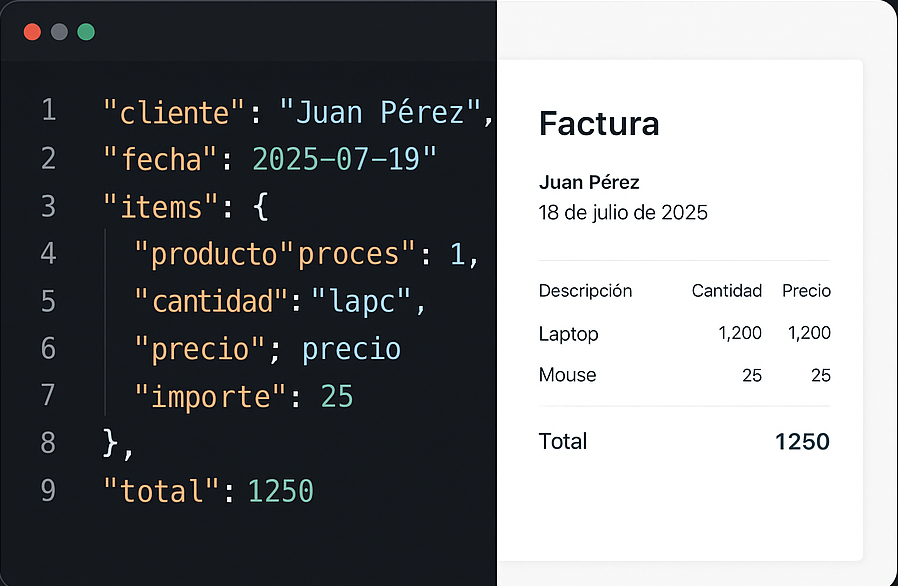 1 "cliente": "Juan Pérez",
2 "fecha": 2025-07-19"
3 "items": {
4 "producto"proces": 1,
5 "cantidad":"lapc",
6 "precio"; precio
7 "importe": 25
8 },
9 "total": 1250
Factura
Juan Pérez
18 de julio de 2025
Descripción Cantidad Precio
Laptop 1,200 1,200
Mouse 25 25
Total 1250